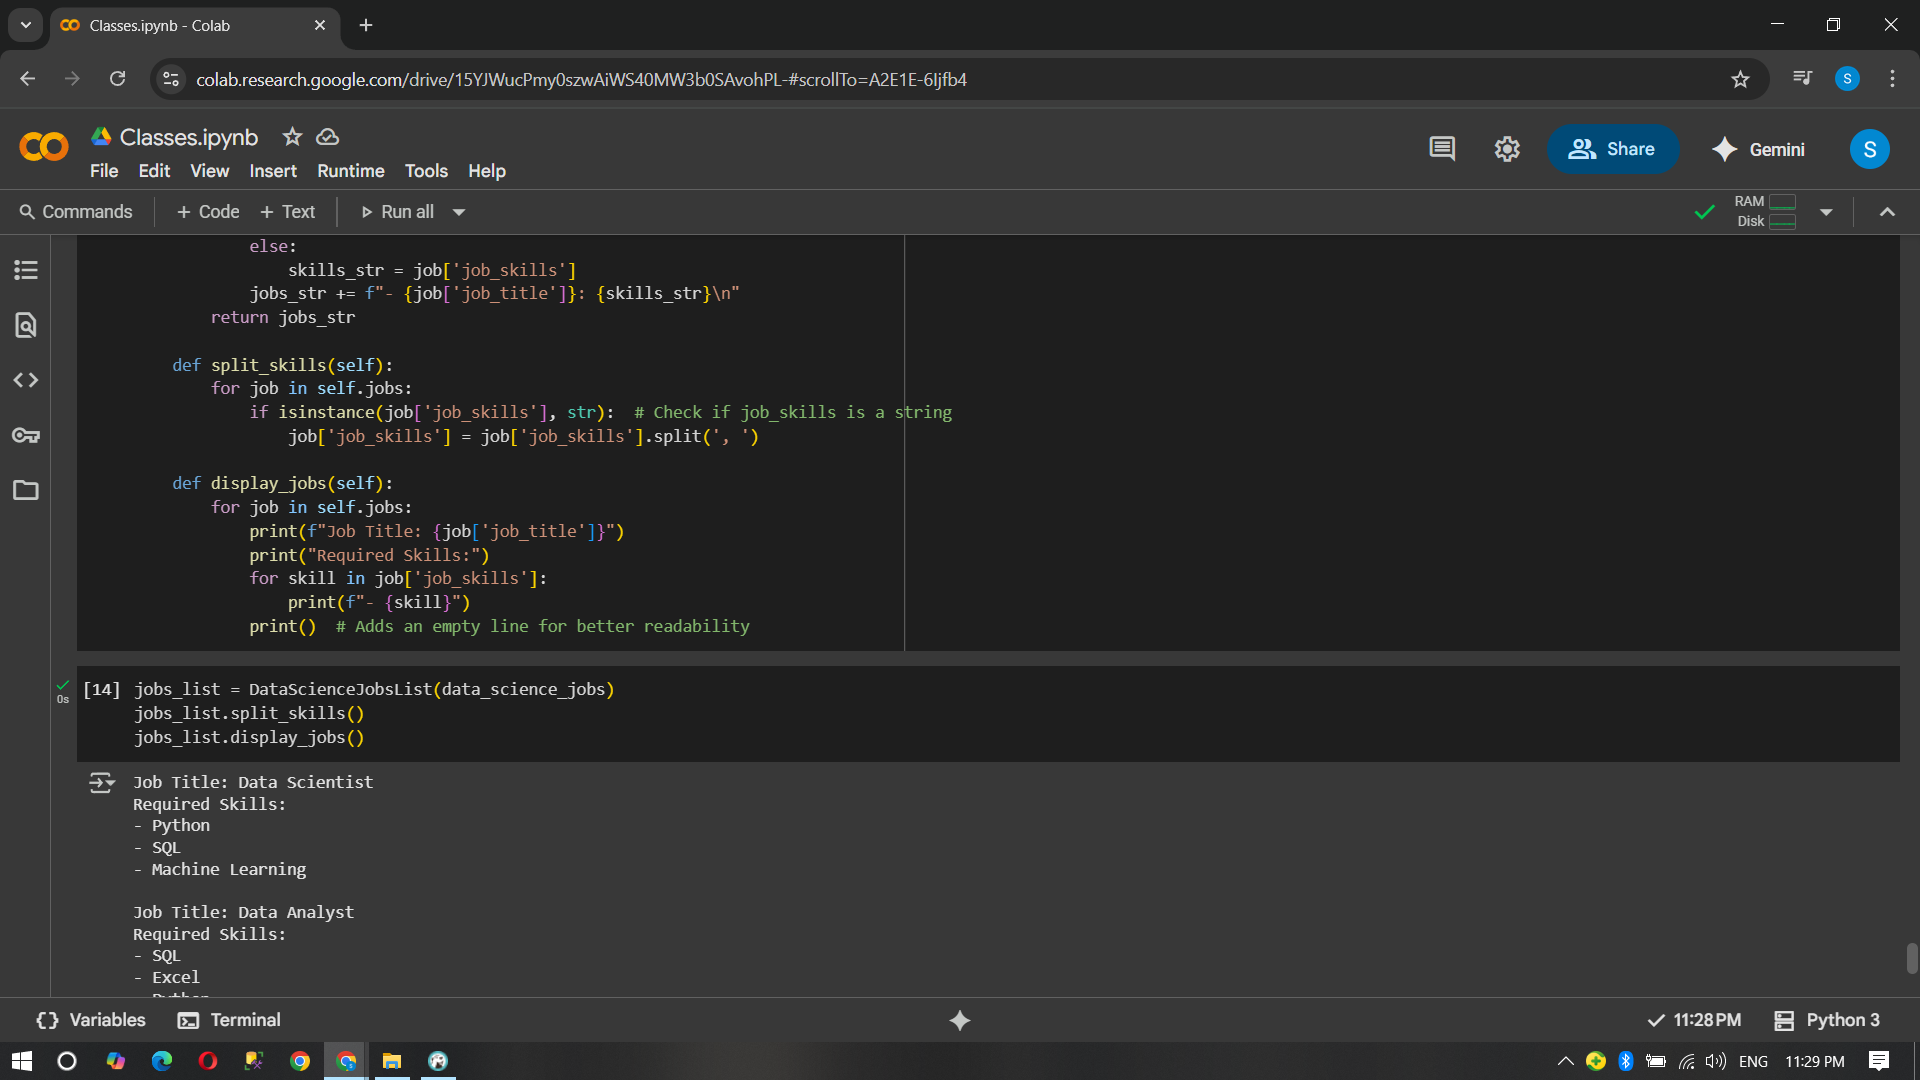 Classes.ipynb - Colab
colab.research.google.com/drive/15YJWucPmy0szwAiWS40MW3b0SAvohPL-#scrollTo=A2E1E-6Ijfb4
S
Classes.ipynb
File Edit View Insert Runtime Tools Help
Share
Gemini
S
Commands
+ Code + Text
Run all
RAM
Disk
else:
skills_str = job['job_skills']
jobs_str += f"- {job['job_title']}: {skills_str}\n"
return jobs_str
def split_skills(self):
for job in self.jobs:
if isinstance(job['job_skills'], str):  # Check if job_skills is a string
job['job_skills'] = job['job_skills'].split(', ')
def display_jobs(self):
for job in self.jobs:
print(f"Job Title: {job['job_title']}")
print("Required Skills:")
for skill in job['job_skills']:
print(f"- {skill}")
print()  # Adds an empty line for better readability
0s
[14] jobs_list = DataScienceJobsList(data_science_jobs)
jobs_list.split_skills()
jobs_list.display_jobs()
Job Title: Data Scientist
Required Skills:
- Python
- SQL
- Machine Learning
Job Title: Data Analyst
Required Skills:
- SQL
- Excel
- Python
Variables Terminal
11:28 PM Python 3
ENG 11:29 PM